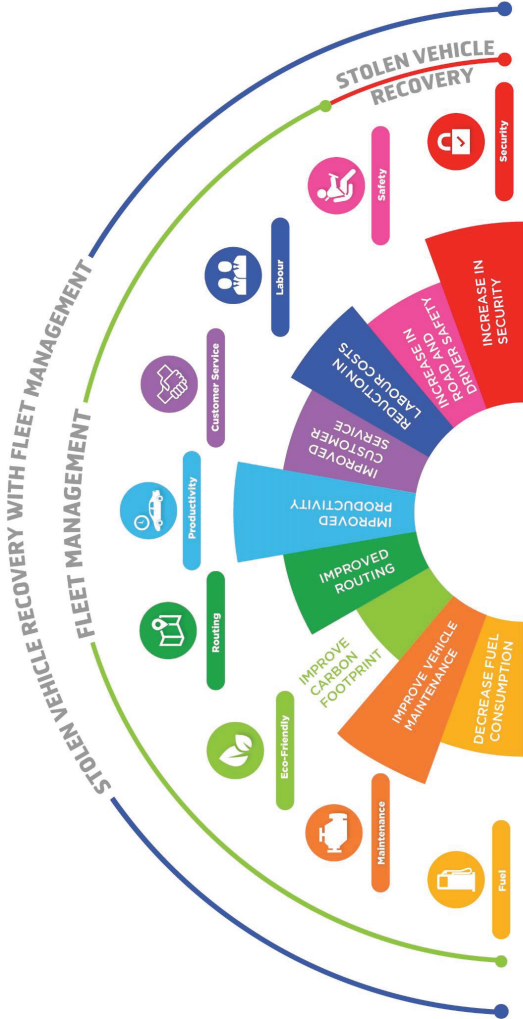 STOLEN VEHICLE RECOVERY WITH FLEET MANAGEMENT
FLEET MANAGEMENT
STOLEN VEHICLE
RECOVERY
Fuel
Maintenance
Eco-Friendly
Routing
Productivity
Customer Service
Labour
Safety
Security
DECREASE FUEL
CONSUMPTION
IMPROVE VEHICLE
MAINTENANCE
IMPROVE
CARBON
FOOTPRINT
IMPROVED
ROUTING
IMPROVED
PRODUCTIVITY
IMPROVED
CUSTOMER
SERVICE
REDUCTION IN
LABOUR COSTS
INCREASE IN
ROAD AND
DRIVER SAFETY
INCREASE IN
SECURITY